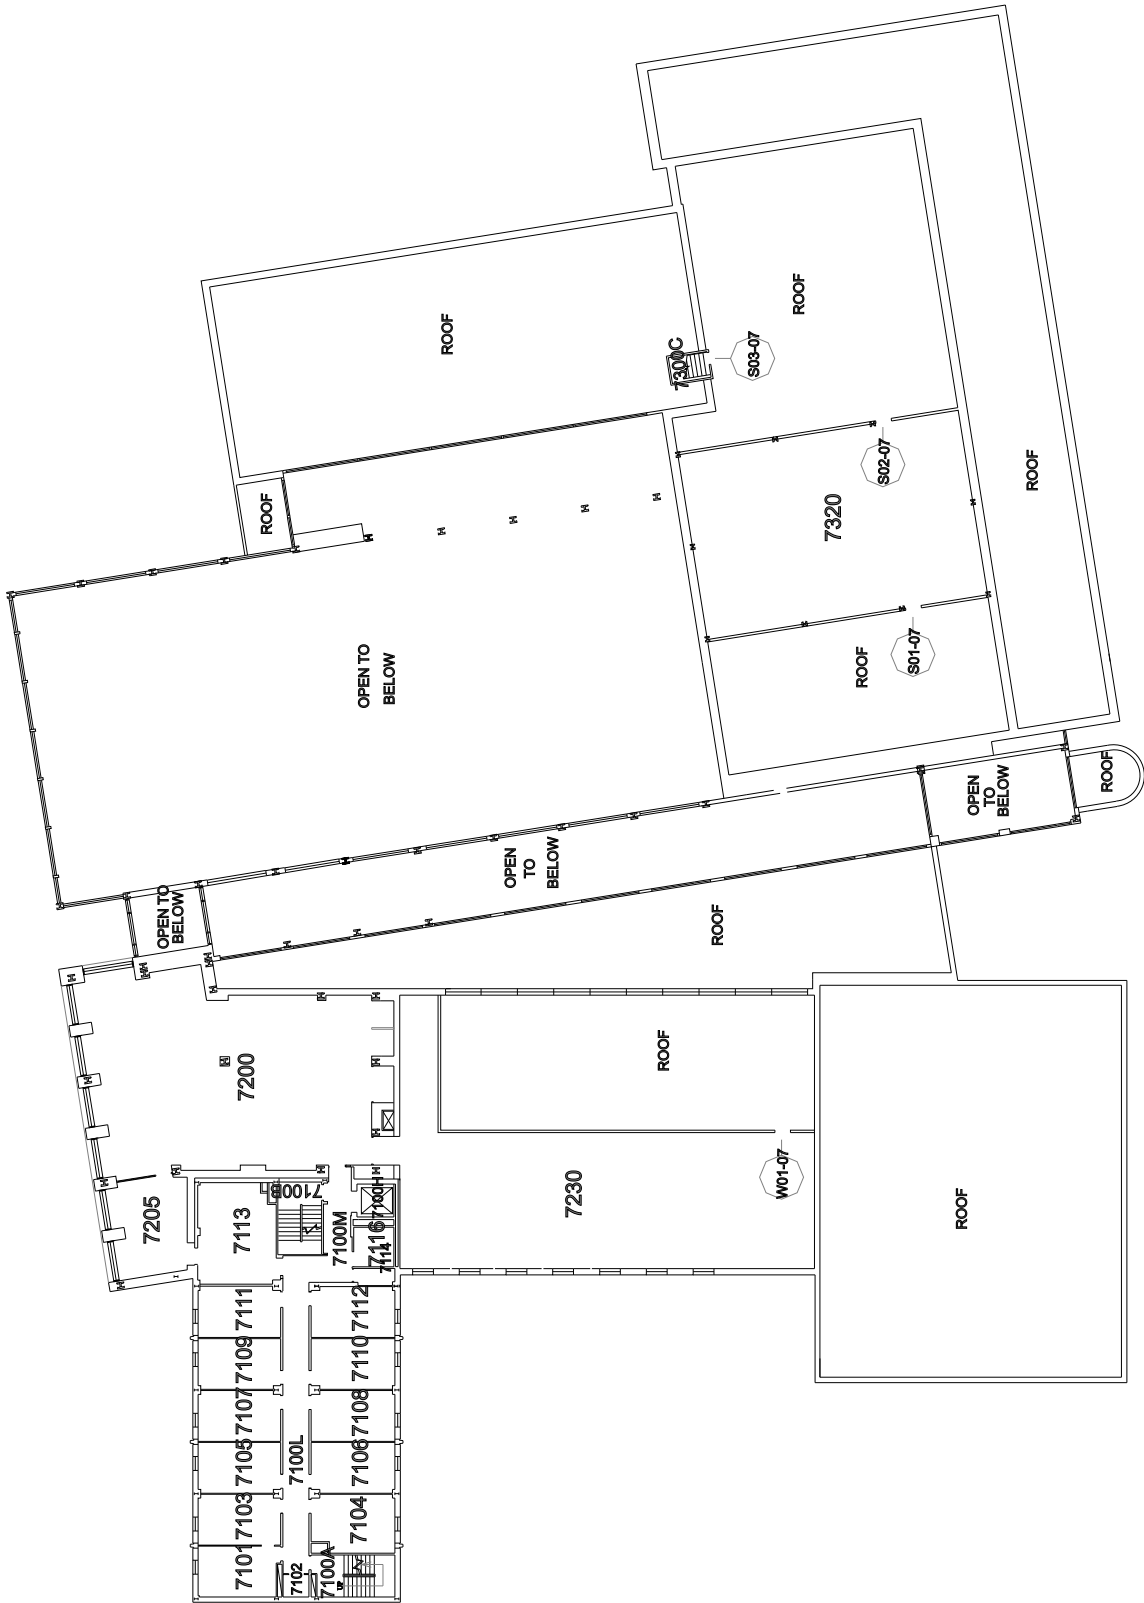 ROOF
ROOF
7300C
S03-07
ROOF
ROOF
S02-07
7320
OPEN TO
BELOW
ROOF
S01-07
OPEN
TO
BELOW
ROOF
OPEN
TO
BELOW
OPEN TO
BELOW
ROOF
7200
ROOF
7205
7113
7100B
7100M
7100H
7116
7114
7230
W01-07
ROOF
7111
7112
7109
7110
7107
7108
7105
7100L
7106
7103
7104
7101
7102
7100A
UP